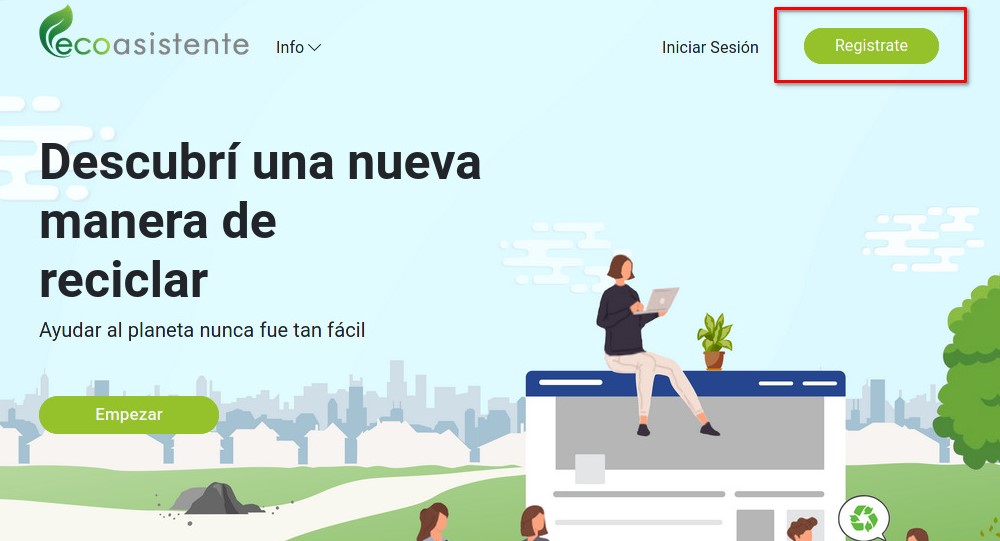 ecoasistente
Info
Iniciar Sesión
Registrate
Descubrí una nueva
manera de
reciclar
Ayudar al planeta nunca fue tan fácil
Empezar